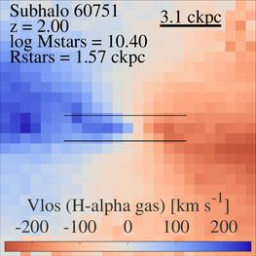 Subhalo 60751
3.1 ckpc
z = 2.00
log Mstars = 10.40
Rstars = 1.57 ckpc
Vlos (H-alpha gas) [km s⁻¹]
-200 -100 0 100 200